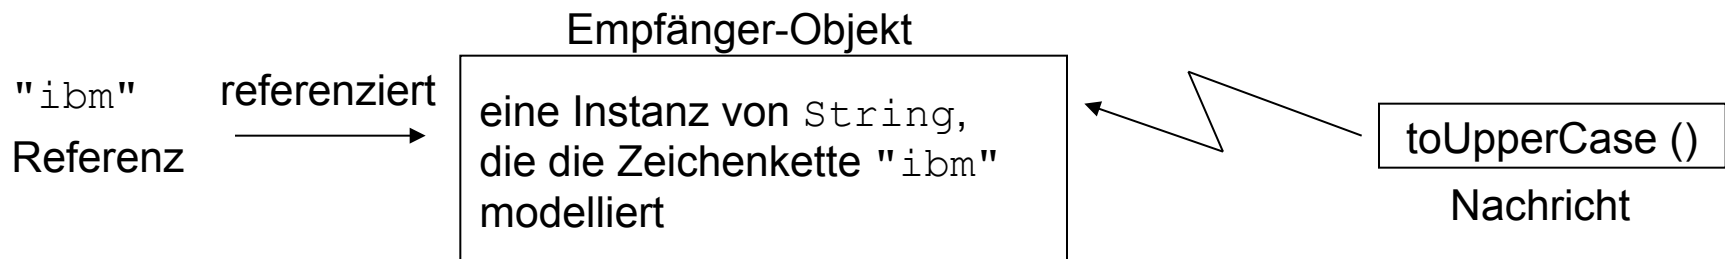 Empfänger-Objekt
"ibm" referenziert
Referenz
eine Instanz von String,
die die Zeichenkette "ibm"
modelliert
toUpperCase ()
Nachricht